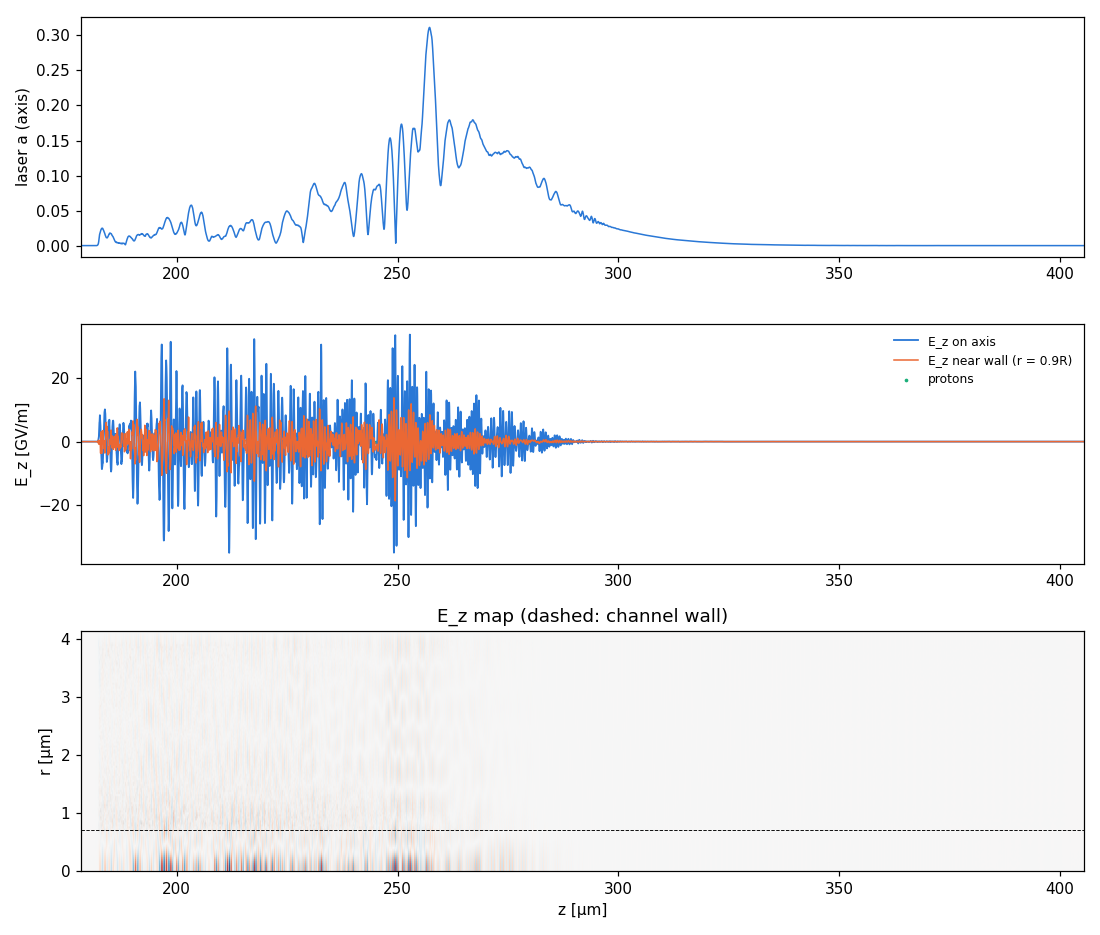 0.30
0.25
0.20
0.15
0.10
0.05
0.00
laser a (axis)
200 250 300 350 400
20
0
−20
E_z [GV/m]
E_z on axis
E_z near wall (r = 0.9R)
protons
200 250 300 350 400
E_z map (dashed: channel wall)
4
3
2
1
0
r [μm]
200 250 300 350 400
z [μm]